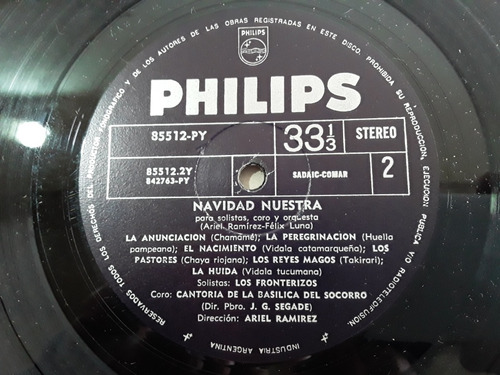 RESERVADOS TODOS LOS DERECHOS DEL PRODUCTOR FONOGRAFICO Y DE LOS AUTORES DE LAS OBRAS REGISTRADAS EN ESTE DISCO. PROHIBIDA SU REPRODUCCION, EJECUCION PUBLICA Y/O RADIOTELEDIFUSION.
PHILIPS
PHILIPS
85512-PY
33 1/3
STEREO
85512.2Y
842763-PY
SADAIC-COMAR
2
NAVIDAD NUESTRA
para solistas, coro y orquesta
(Ariel Ramírez-Félix Luna)
LA ANUNCIACION (Chamamé); LA PEREGRINACION (Huella
pampeana); EL NACIMIENTO (Vidala catamarqueña); LOS
PASTORES (Chaya riojana); LOS REYES MAGOS (Takirari);
LA HUIDA (Vidala tucumana)
Solistas: LOS FRONTERIZOS
Coro: CANTORIA DE LA BASILICA DEL SOCORRO
(Dir. Pbro. J. G. SEGADE)
Dirección: ARIEL RAMIREZ
INDUSTRIA ARGENTINA